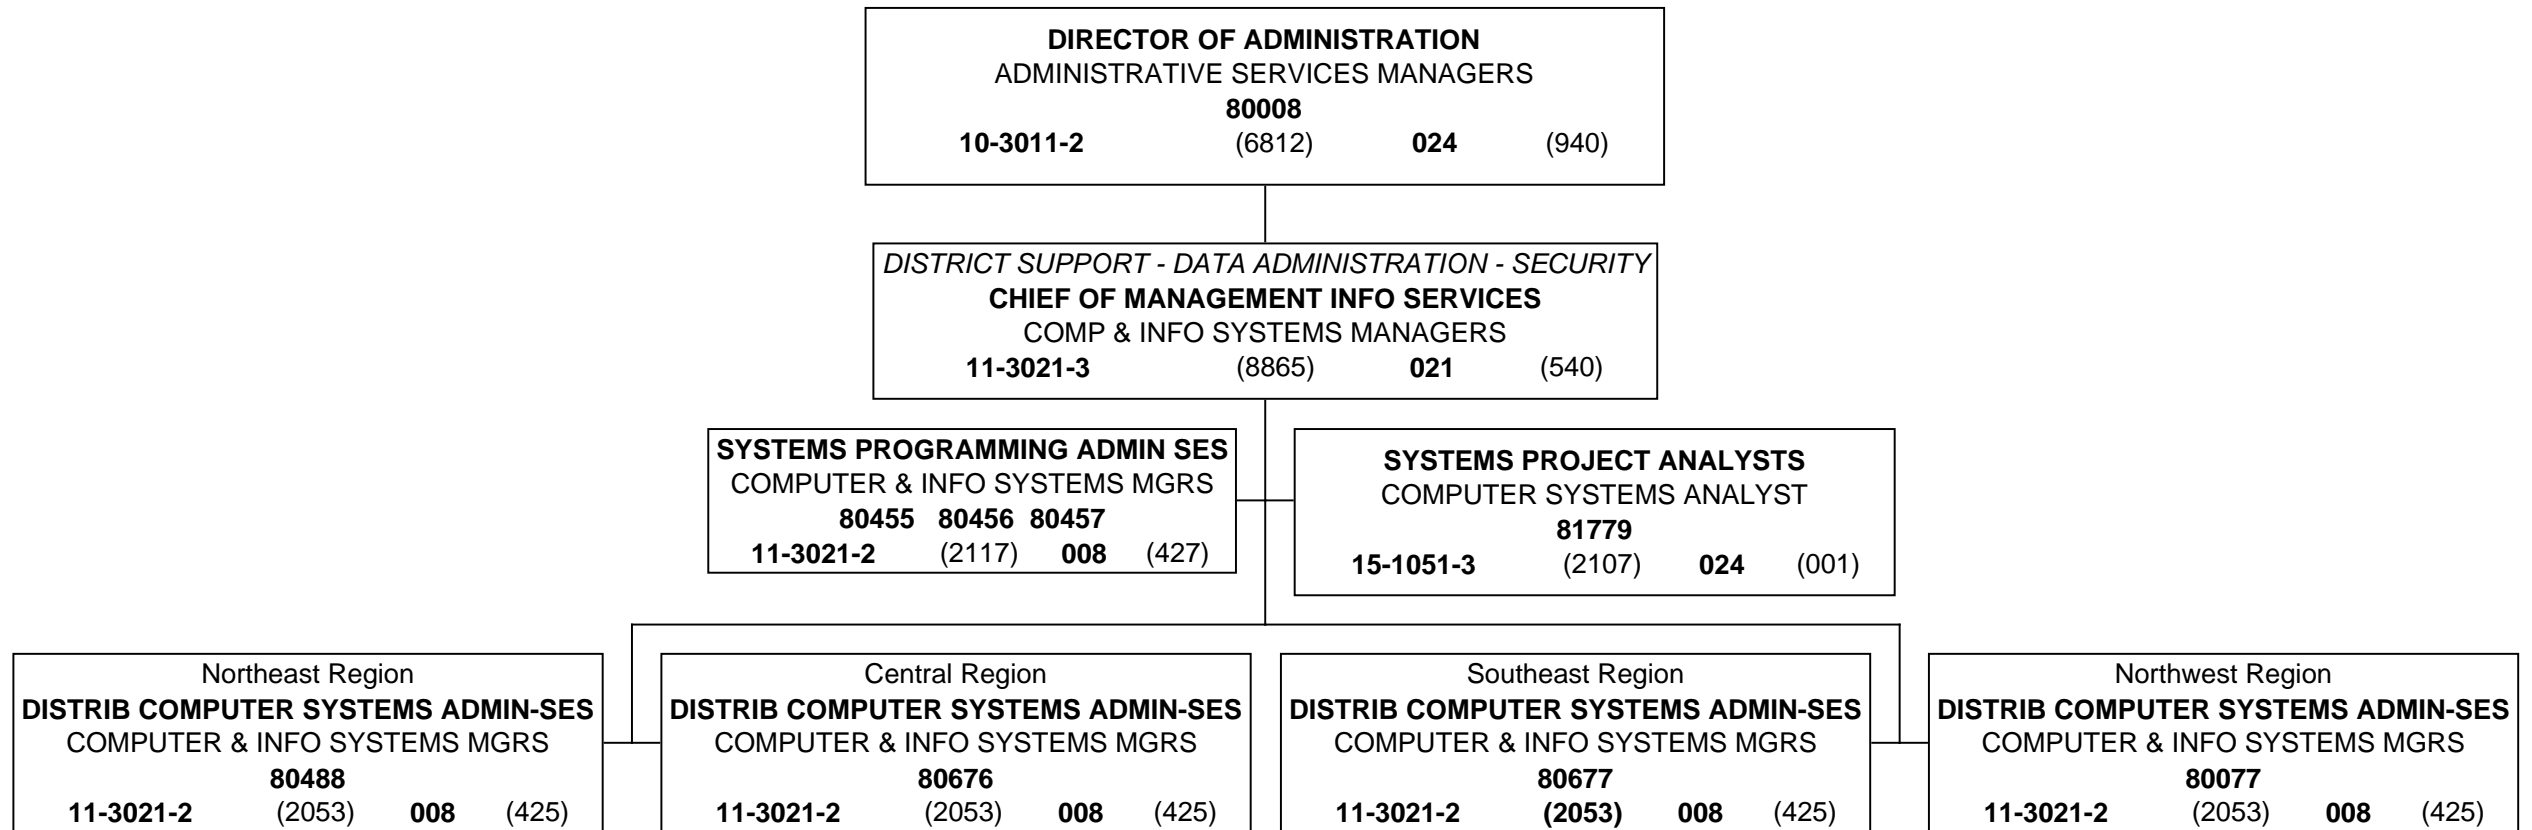 DIRECTOR OF ADMINISTRATION
ADMINISTRATIVE SERVICES MANAGERS
80008
10-3011-2 (6812) 024 (940)
DISTRICT SUPPORT - DATA ADMINISTRATION - SECURITY
CHIEF OF MANAGEMENT INFO SERVICES
COMP & INFO SYSTEMS MANAGERS
11-3021-3 (8865) 021 (540)
SYSTEMS PROGRAMMING ADMIN SES
COMPUTER & INFO SYSTEMS MGRS
80455 80456 80457
11-3021-2 (2117) 008 (427)
SYSTEMS PROJECT ANALYSTS
COMPUTER SYSTEMS ANALYST
81779
15-1051-3 (2107) 024 (001)
Northeast Region
DISTRIB COMPUTER SYSTEMS ADMIN-SES
COMPUTER & INFO SYSTEMS MGRS
80488
11-3021-2 (2053) 008 (425)
Central Region
DISTRIB COMPUTER SYSTEMS ADMIN-SES
COMPUTER & INFO SYSTEMS MGRS
80676
11-3021-2 (2053) 008 (425)
Southeast Region
DISTRIB COMPUTER SYSTEMS ADMIN-SES
COMPUTER & INFO SYSTEMS MGRS
80677
11-3021-2 (2053) 008 (425)
Northwest Region
DISTRIB COMPUTER SYSTEMS ADMIN-SES
COMPUTER & INFO SYSTEMS MGRS
80077
11-3021-2 (2053) 008 (425)